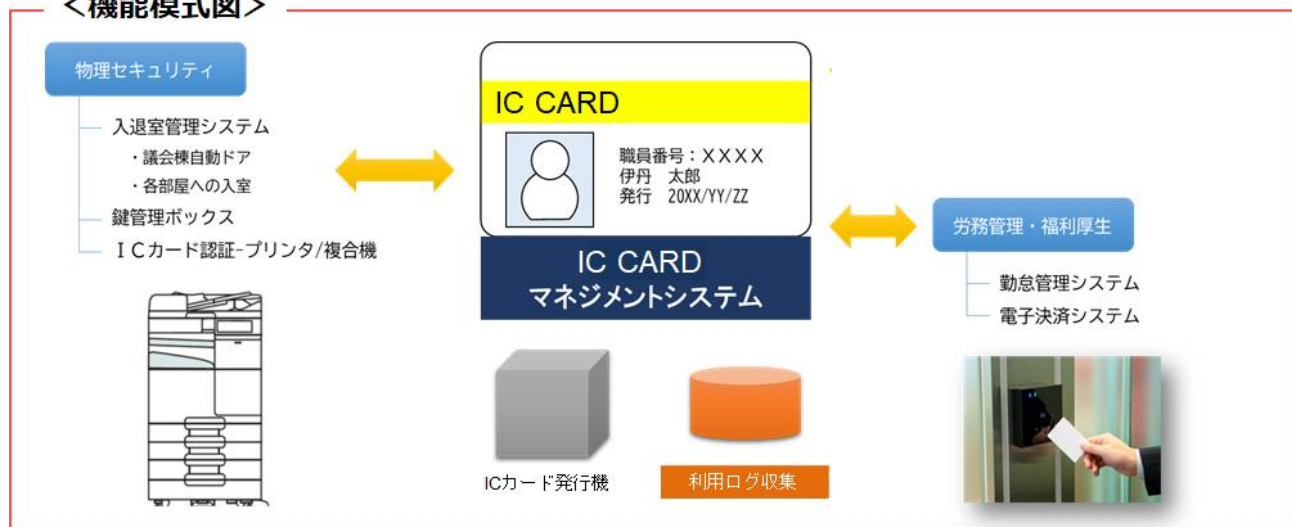 ＜機能模式図＞
物理セキュリティ
入退室管理システム
・議会棟自動ドア
・各部屋への入室
鍵管理ボックス
ＩＣカード認証-プリンタ/複合機
IC CARD
職員番号：ＸＸＸＸ
伊丹　太郎
発行　20XX/YY/ZZ
IC CARD
マネジメントシステム
ICカード発行機
利用ログ収集
労務管理・福利厚生
勤怠管理システム
電子決済システム